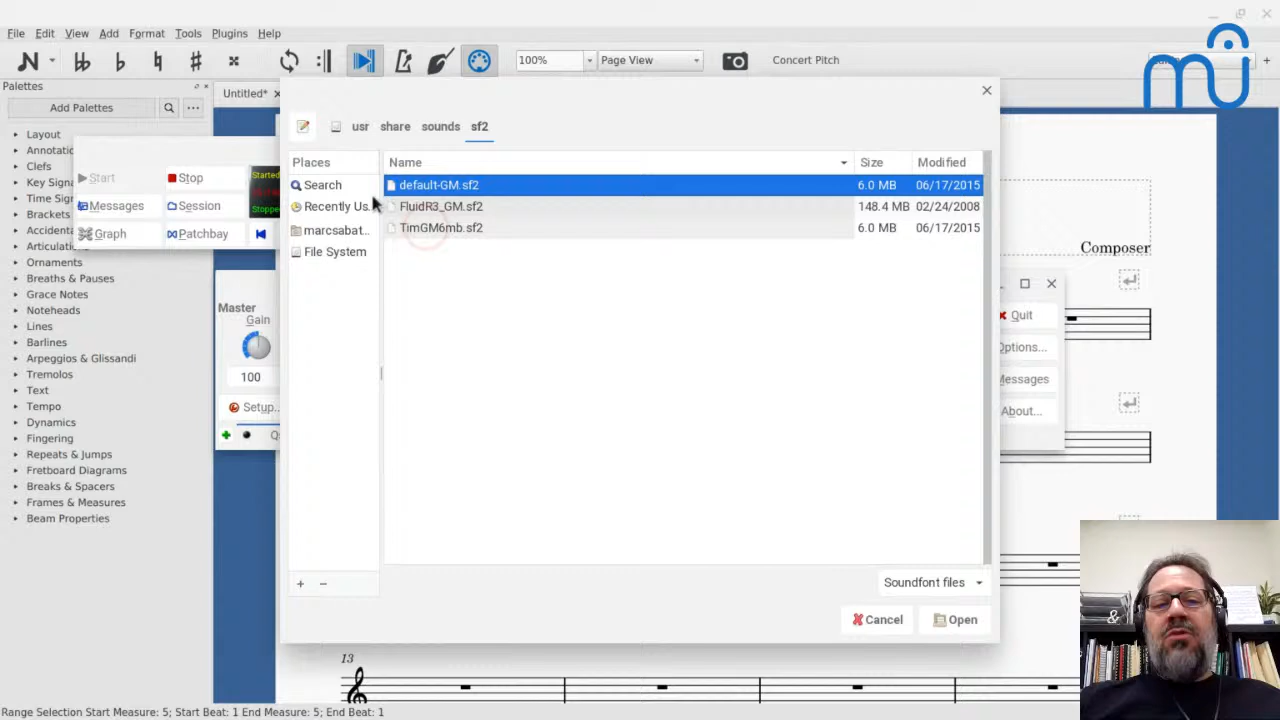 File Edit View Add Format Tools Plugins Help
100% Page View Concert Pitch
Palettes
Add Palettes
Untitled*
Layout
Clefs
Brackets
Ornaments
Breaths & Pauses
Grace Notes
Noteheads
Lines
Barlines
Arpeggios & Glissandi
Tremolos
Text
Tempo
Dynamics
Fingering
Repeats & Jumps
Fretboard Diagrams
Breaks & Spacers
Frames & Measures
Beam Properties
Start Stop
Messages Session
Graph Patchbay
Started
Stoppe
Master
Gain
100
Setup...
usr share sounds sf2
Places
Search
Recently Us..
marcsabat..
File System
Name Size Modified
default-GM.sf2 6.0 MB 06/17/2015
FluidR3_GM.sf2 148.4 MB 02/24/2008
TimGM6mb.sf2 6.0 MB 06/17/2015
+ −
Soundfont files
Cancel Open
Composer
Quit
Options...
Messages
About...
13
&
Range Selection Start Measure: 5; Start Beat: 1 End Measure: 5; End Beat: 1